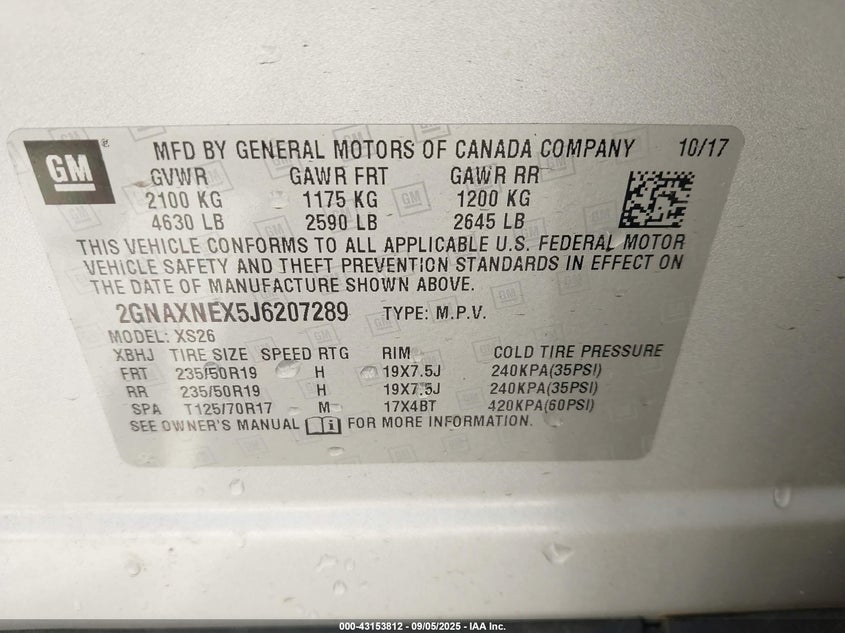 GM ®
MFD BY GENERAL MOTORS OF CANADA COMPANY 10/17
GVWR GAWR FRT GAWR RR
2100 KG 1175 KG 1200 KG
4630 LB 2590 LB 2645 LB
THIS VEHICLE CONFORMS TO ALL APPLICABLE U.S. FEDERAL MOTOR
VEHICLE SAFETY AND THEFT PREVENTION STANDARDS IN EFFECT ON
THE DATE OF MANUFACTURE SHOWN ABOVE.
2GNAXNEX5J6207289 TYPE: M.P.V.
MODEL: XS26
XBHJ TIRE SIZE SPEED RTG RIM COLD TIRE PRESSURE
FRT 235/50R19 H 19X7.5J 240KPA(35PSI)
RR 235/50R19 H 19X7.5J 240KPA(35PSI)
SPA T125/70R17 M 17X4BT 420KPA(60PSI)
SEE OWNER'S MANUAL FOR MORE INFORMATION.
000-43153812 - 09/05/2025 - IAA Inc.